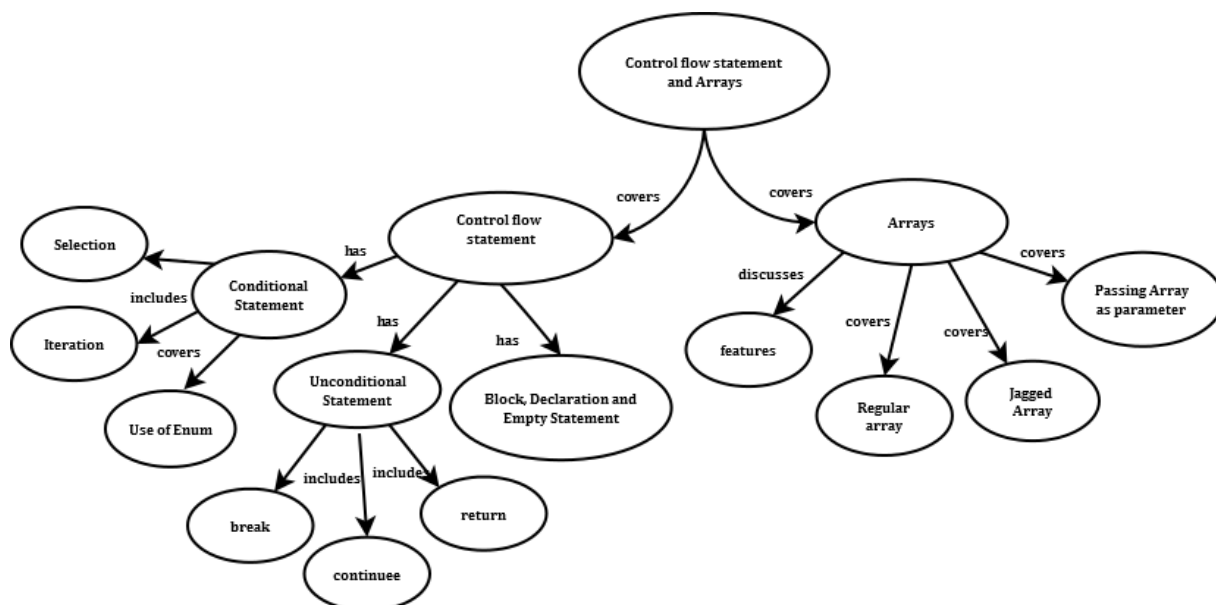 Control flow statement
and Arrays
covers
covers
Control flow
statement
Arrays
Selection
has
Conditional
Statement
includes
Iteration
covers
Use of Enum
has
Unconditional
Statement
has
Block, Declaration and
Empty Statement
includes
includes
break
continuee
return
discusses
features
covers
Regular
array
covers
Jagged
Array
covers
Passing Array
as parameter